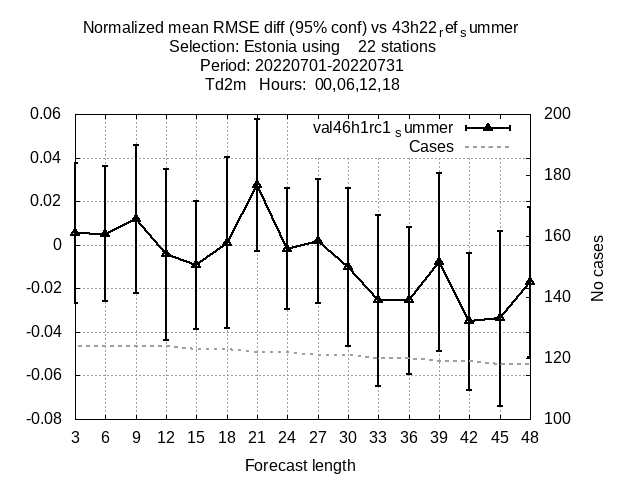 Normalized mean RMSE diff (95% conf) vs 43h22refsummer
Selection: Estonia using 22 stations
Period: 20220701-20220731
Td2m Hours: 00,06,12,18
val46h1rc1summer
Cases
0.06
0.04
0.02
0
-0.02
-0.04
-0.06
-0.08
200
180
160
140
120
100
No cases
3 6 9 12 15 18 21 24 27 30 33 36 39 42 45 48
Forecast length